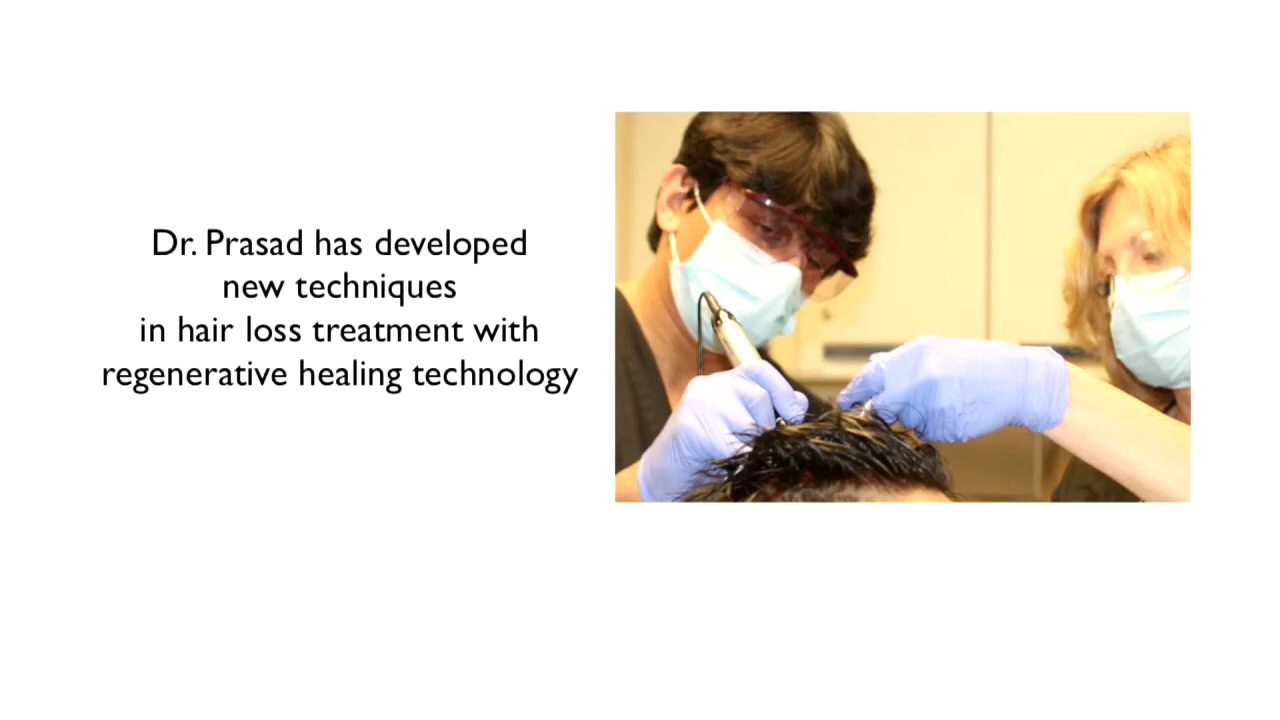 Dr. Prasad has developed
new techniques
in hair loss treatment with
regenerative healing technology